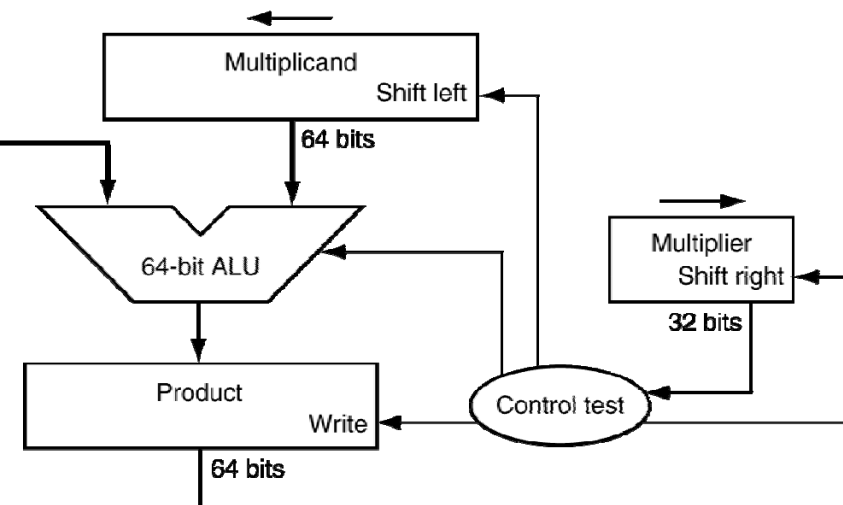 Multiplicand
Shift left
64 bits
64-bit ALU
Multiplier
Shift right
32 bits
Product
Write
Control test
64 bits